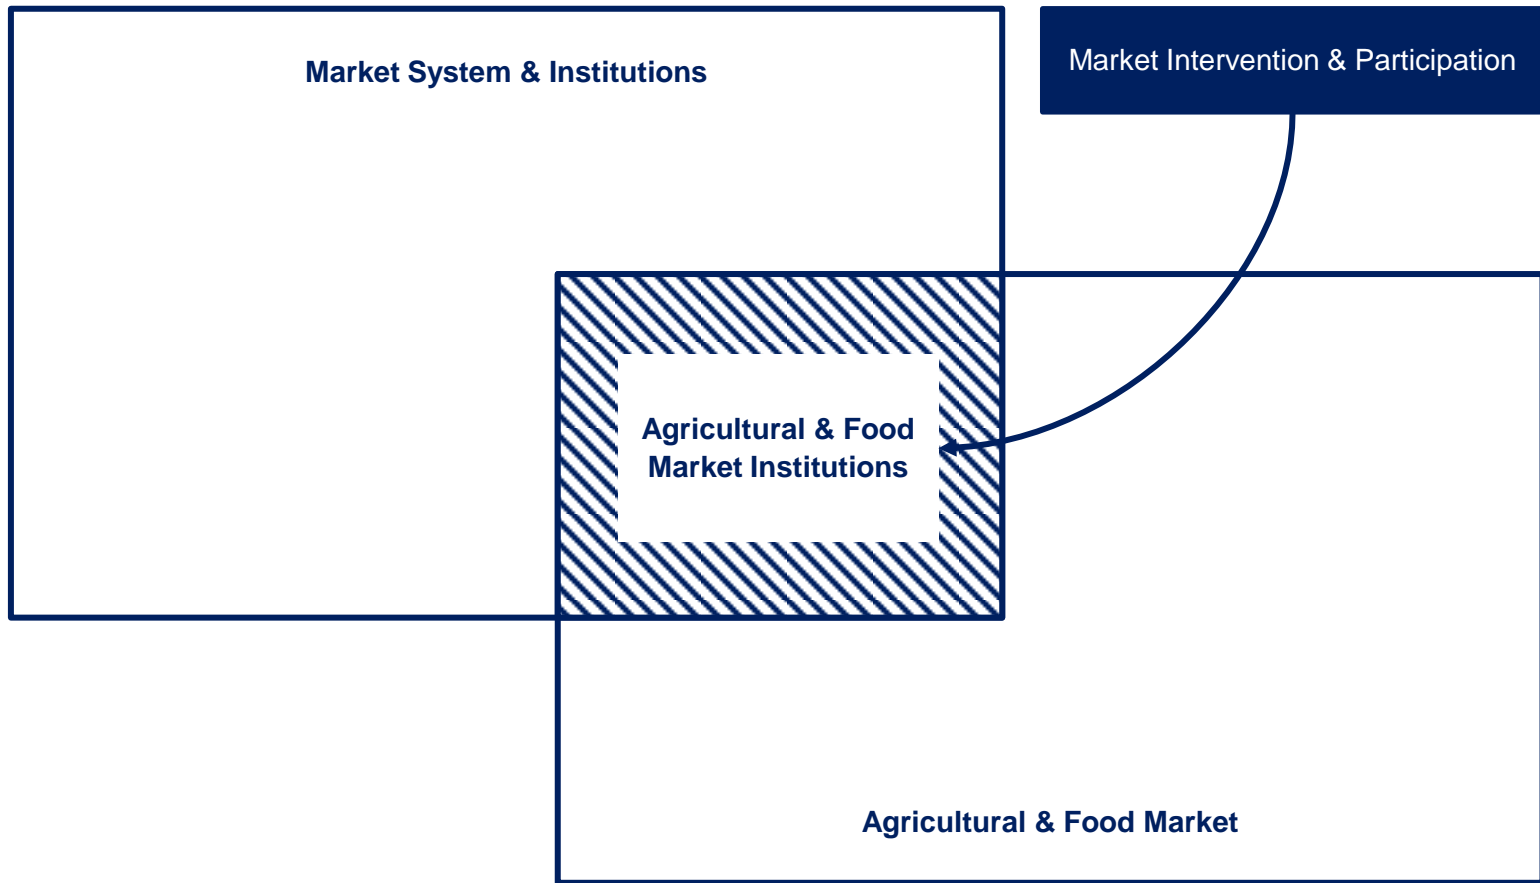 Market System & Institutions
Market Intervention & Participation
Agricultural & Food
Market Institutions
Agricultural & Food Market